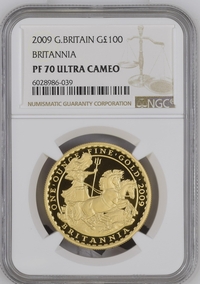 2009 G.BRITAIN G£100
BRITANNIA
PF 70 ULTRA CAMEO
6028986-039
NUMISMATIC GUARANTY CORPORATION
NGC
ONE OUNCE FINE GOLD 2009
BRITANNIA